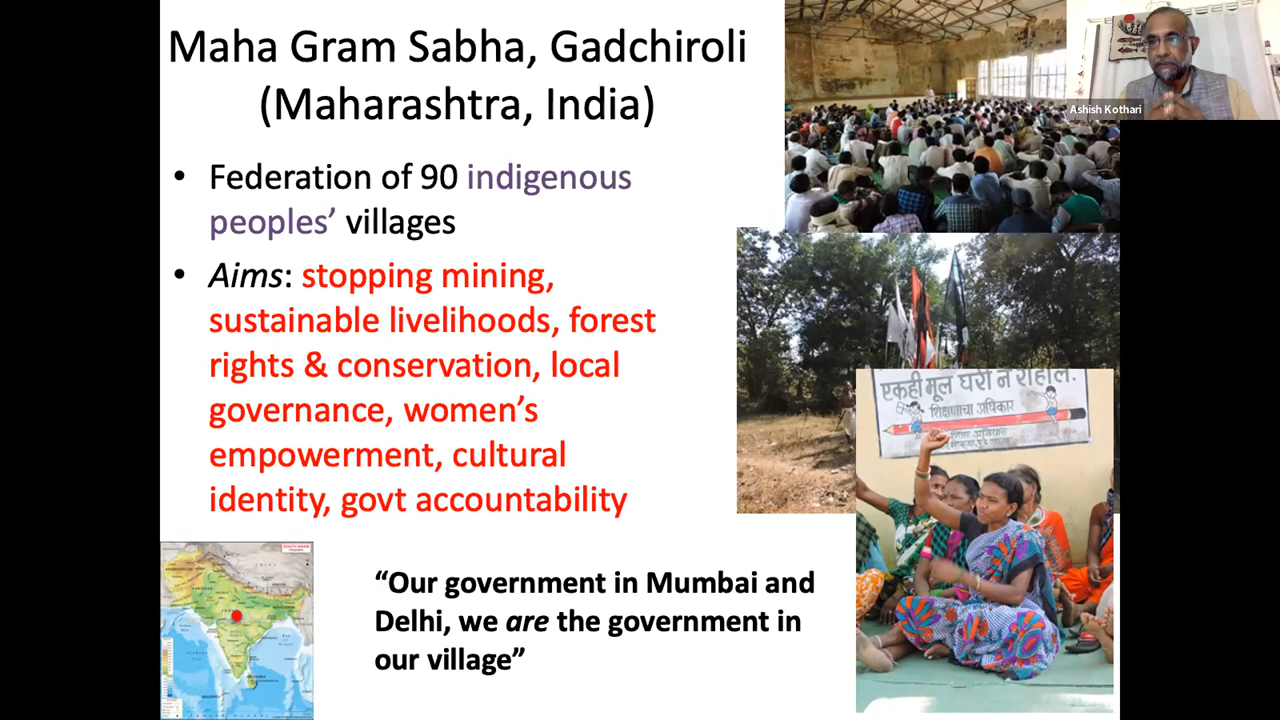 Maha Gram Sabha, Gadchiroli
(Maharashtra, India)
Ashish Kothari
• Federation of 90 indigenous
peoples’ villages
• Aims: stopping mining,
sustainable livelihoods, forest
rights & conservation, local
governance, women’s
empowerment, cultural
identity, govt accountability
एकही मूल घरी न राहील.
शिक्षणाचा अधिकार
“Our government in Mumbai and
Delhi, we are the government in
our village”